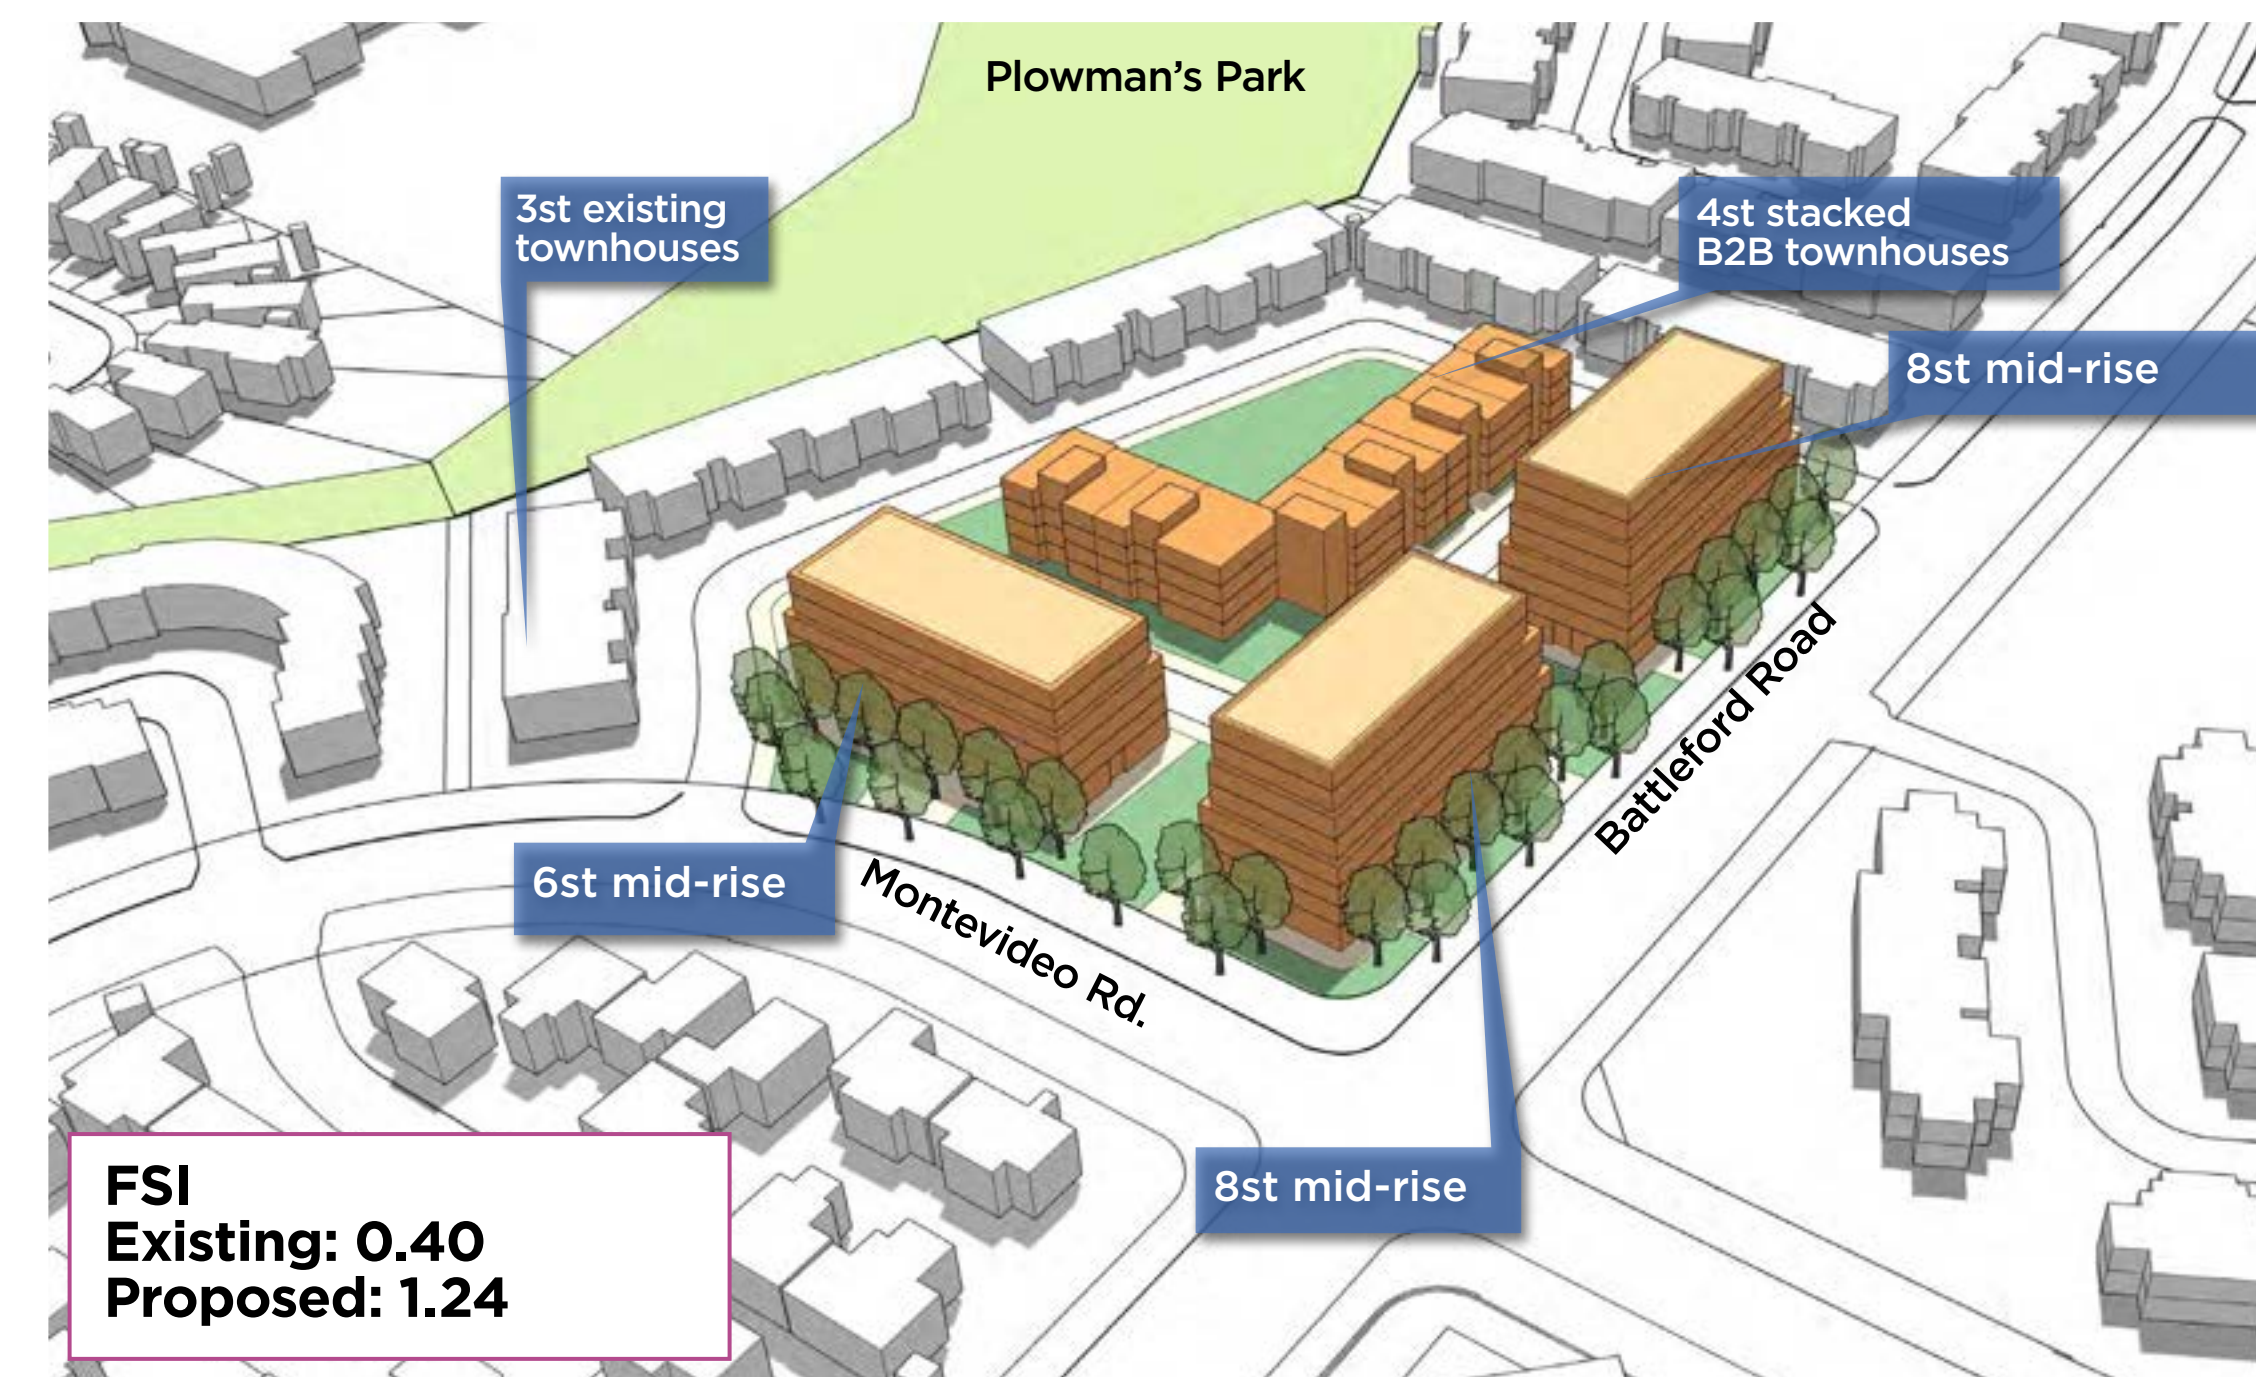 Plowman's Park
3st existing
townhouses
4st stacked
B2B townhouses
8st mid-rise
6st mid-rise
Montevideo Rd.
Battleford Road
8st mid-rise
FSI
Existing: 0.40
Proposed: 1.24